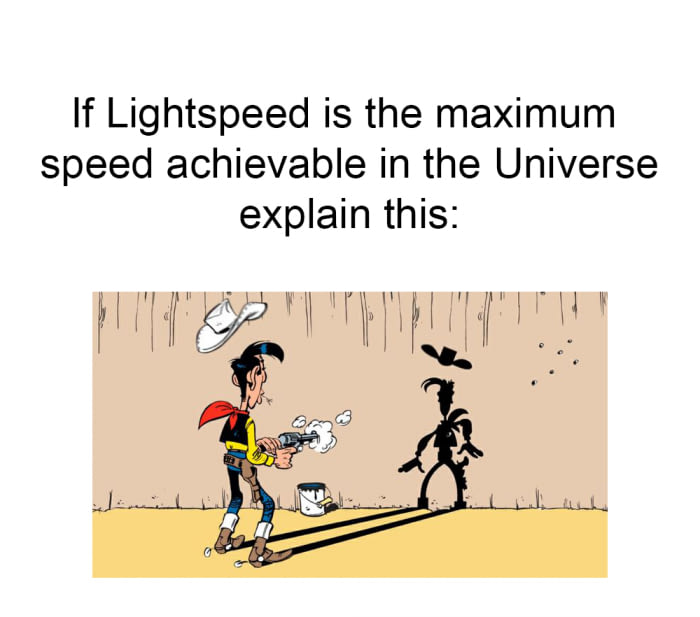 If Lightspeed is the maximum
speed achievable in the Universe
explain this: